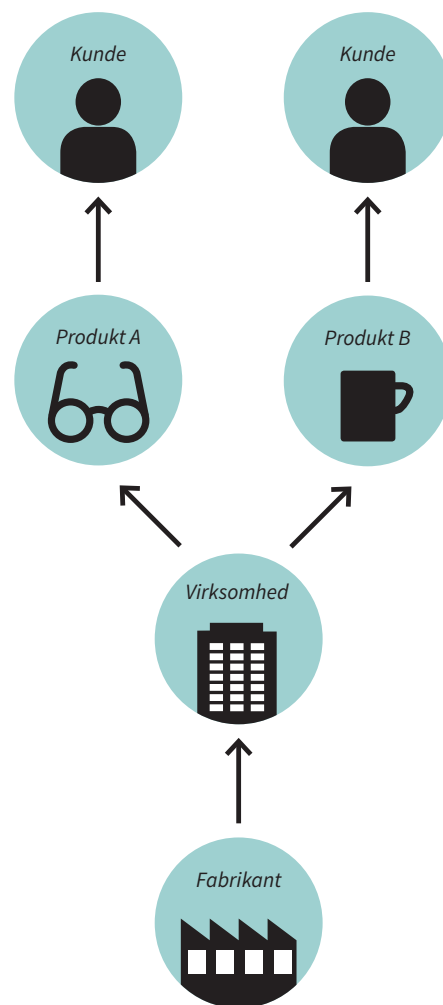 Kunde
Kunde
Produkt A
Produkt B
Virksomhed
Fabrikant